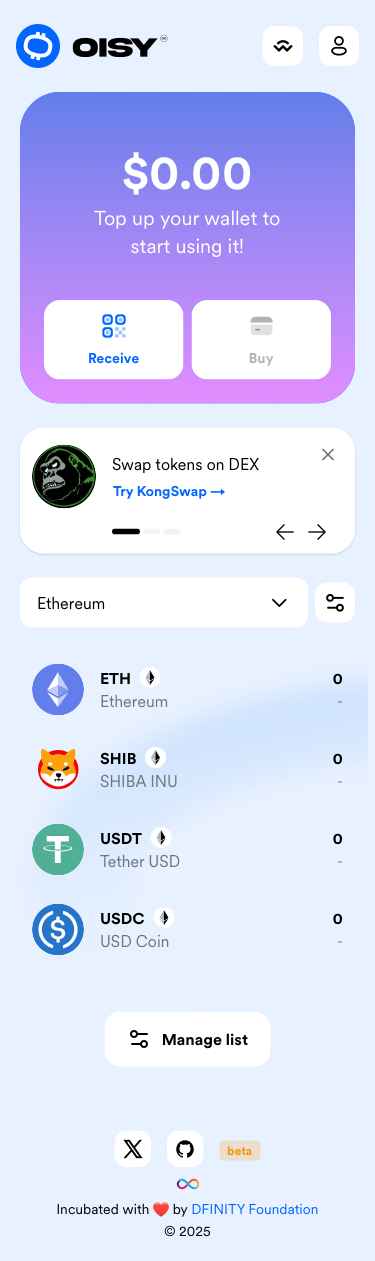 OISY
$0.00
Top up your wallet to
start using it!
Receive
Buy
Swap tokens on DEX
Try KongSwap →
Ethereum
ETH
0
Ethereum
-
SHIB
0
SHIBA INU
-
USDT
0
Tether USD
-
USDC
0
USD Coin
-
Manage list
beta
Incubated with ❤️ by DFINITY Foundation
© 2025